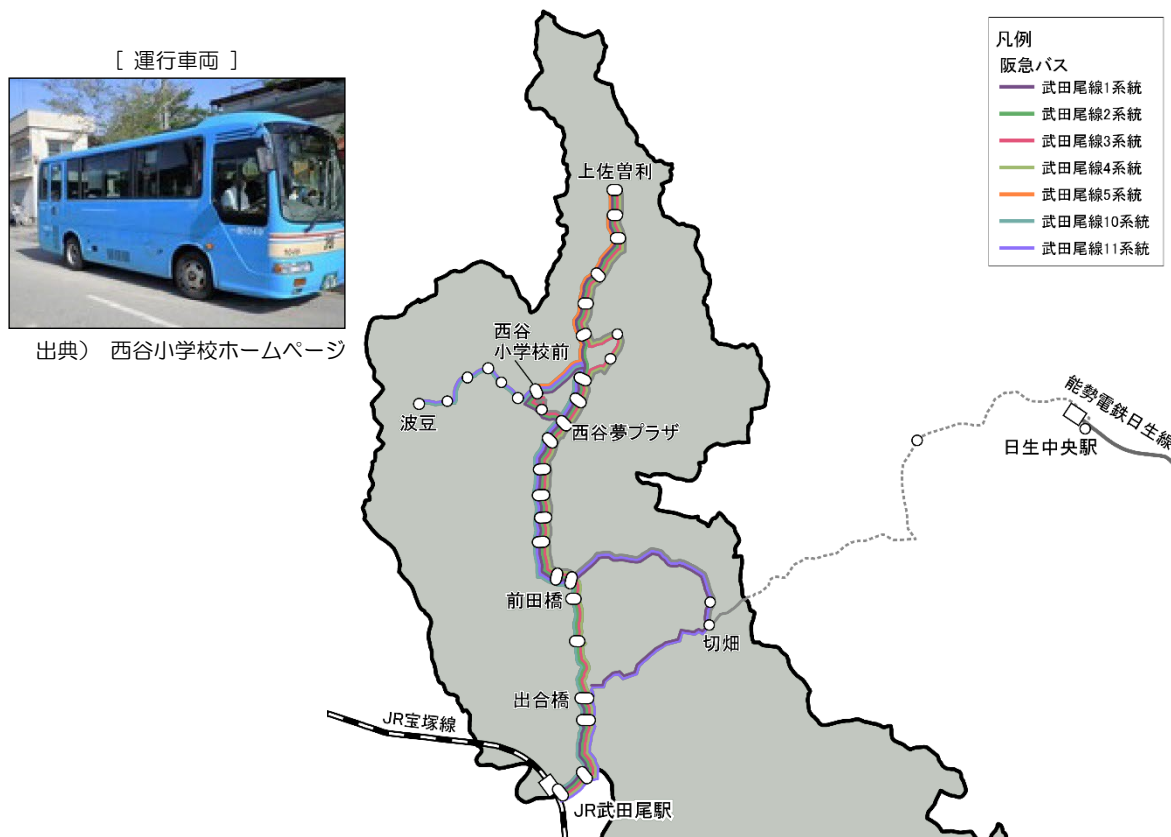 [ 運行車両 ]
出典） 西谷小学校ホームページ
凡例
阪急バス
武田尾線1系統
武田尾線2系統
武田尾線3系統
武田尾線4系統
武田尾線5系統
武田尾線10系統
武田尾線11系統
上佐曽利
西谷
小学校前
波豆
西谷夢プラザ
能勢電鉄日生線
日生中央駅
前田橋
切畑
出合橋
JR宝塚線
JR武田尾駅